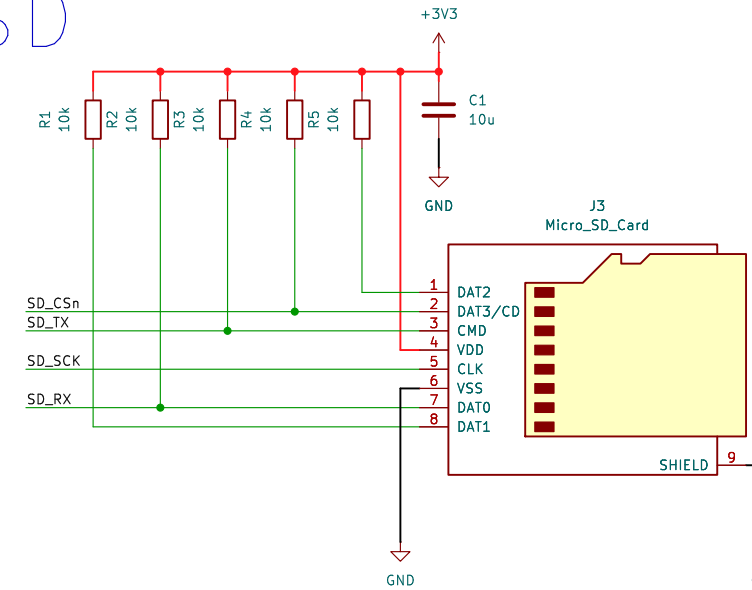 SD
+3V3
R1 10k
R2 10k
R3 10k
R4 10k
R5 10k
C1
10u
GND
J3
Micro_SD_Card
SD_CSn
SD_TX
SD_SCK
SD_RX
1 DAT2
2 DAT3/CD
3 CMD
4 VDD
5 CLK
6 VSS
7 DAT0
8 DAT1
SHIELD 9
GND